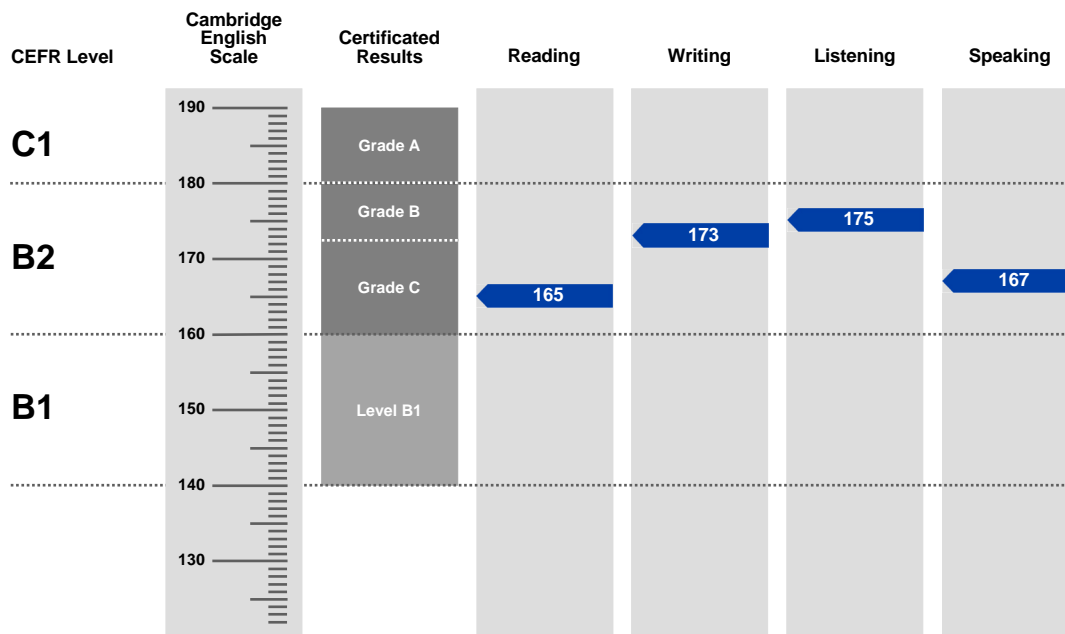 CEFR Level
Cambridge
English
Scale
Certificated
Results
Reading
Writing
Listening
Speaking
190
C1
Grade A
180
Grade B
175
173
B2
170
Grade C
167
165
160
B1
150
Level B1
140
130